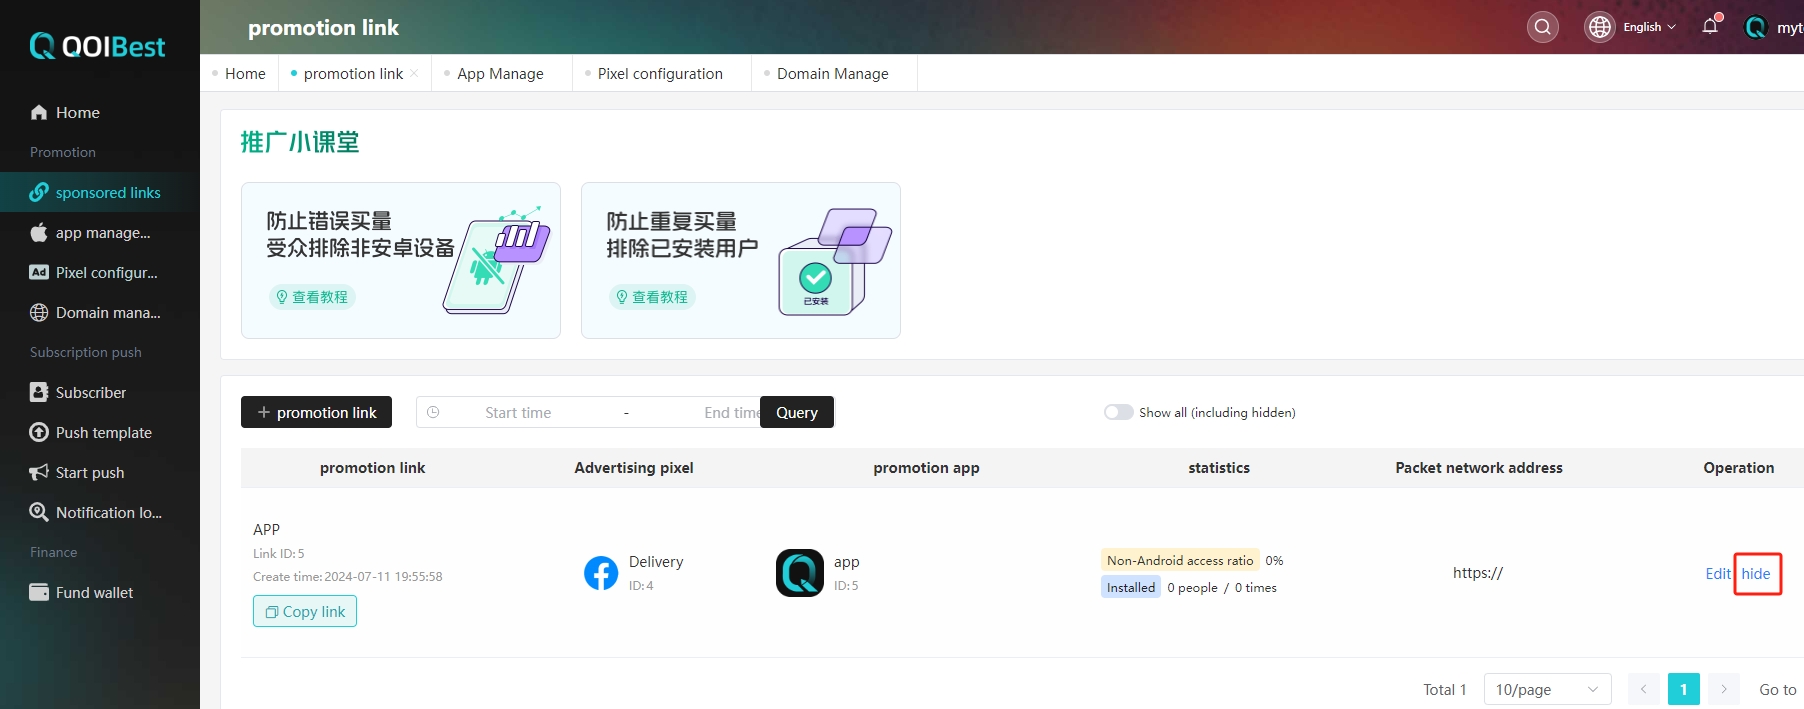 QOIBest
promotion link
English
Home
promotion link
App Manage
Pixel configuration
Domain Manage
Home
Promotion
sponsored links
app manage...
Ad
Pixel configur...
Domain mana...
Subscription push
Subscriber
Push template
Start push
Notification lo...
Finance
Fund wallet
推广小课堂
防止错误买量
受众排除非安卓设备
查看教程
防止重复买量
排除已安装用户
查看教程
已安装
+ promotion link
Start time
-
End time
Query
Show all (including hidden)
promotion link
Advertising pixel
promotion app
statistics
Packet network address
Operation
APP
Link ID: 5
Create time: 2024-07-11 19:55:58
Copy link
Delivery
ID: 4
app
ID: 5
Non-Android access ratio 0%
Installed 0 people / 0 times
https://
Edit hide
Total 1
10/page
1
Go to